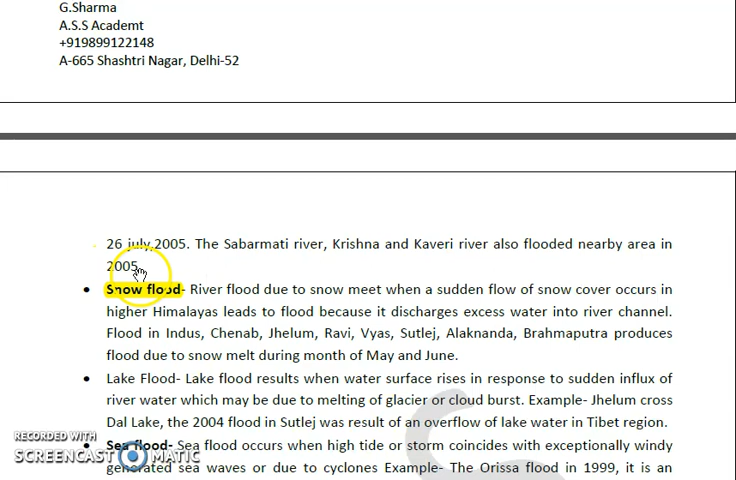 G.Sharma
A.S.S Academt
+919899122148
A-665 Shashtri Nagar, Delhi-52
26 july,2005. The Sabarmati river, Krishna and Kaveri river also flooded nearby area in
2005.
• Snow flood- River flood due to snow meet when a sudden flow of snow cover occurs in
higher Himalayas leads to flood because it discharges excess water into river channel.
Flood in Indus, Chenab, Jhelum, Ravi, Vyas, Sutlej, Alaknanda, Brahmaputra produces
flood due to snow melt during month of May and June.
• Lake Flood- Lake flood results when water surface rises in response to sudden influx of
river water which may be due to melting of glacier or cloud burst. Example- Jhelum cross
Dal Lake, the 2004 flood in Sutlej was result of an overflow of lake water in Tibet region.
• Sea flood- Sea flood occurs when high tide or storm coincides with exceptionally windy
generated sea waves or due to cyclones Example- The Orissa flood in 1999, it is an
RECORDED WITH
SCREENCAST MATIC